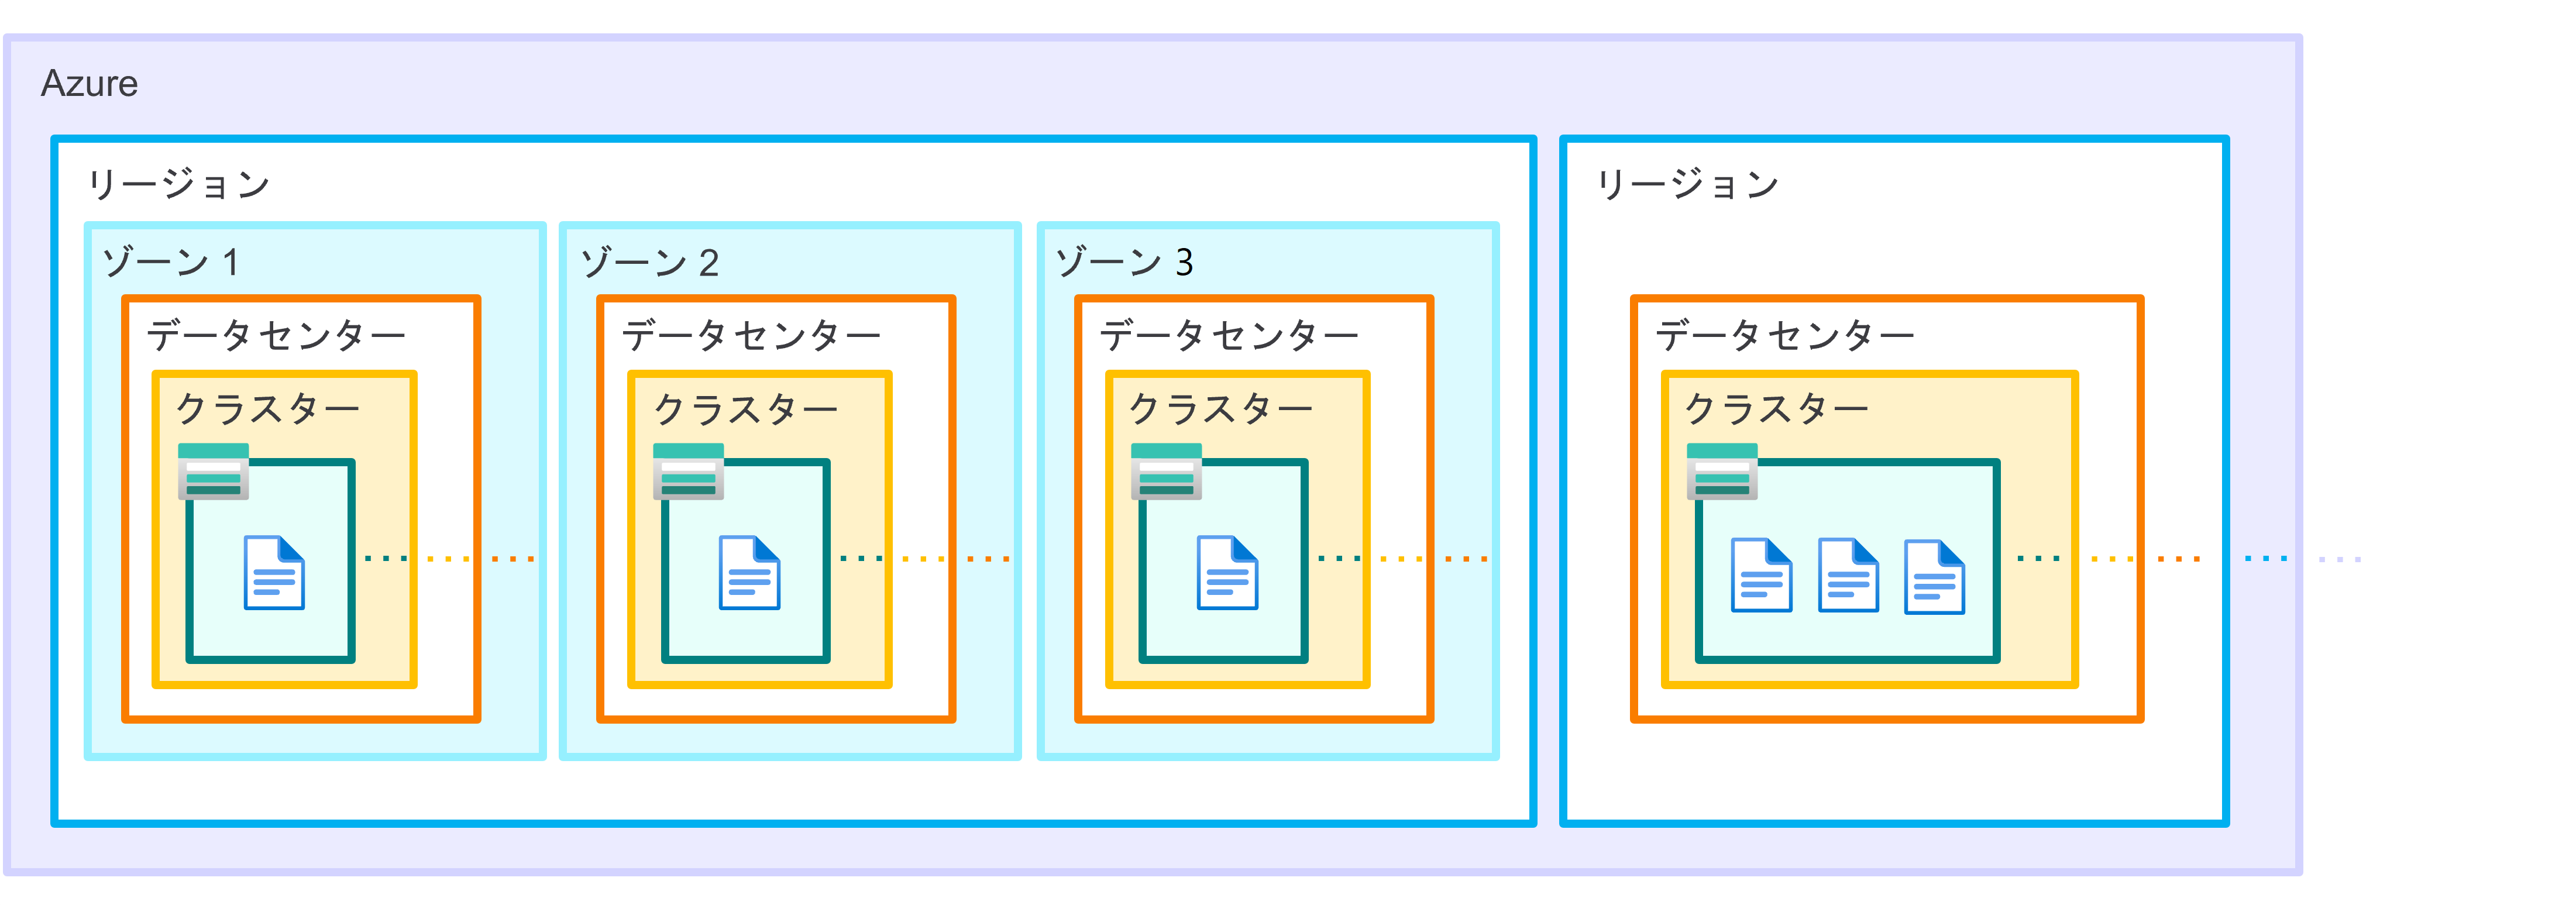 Azure
リージョン
リージョン
ゾーン 1
ゾーン 2
ゾーン 3
データセンター
データセンター
データセンター
データセンター
クラスター
クラスター
クラスター
クラスター